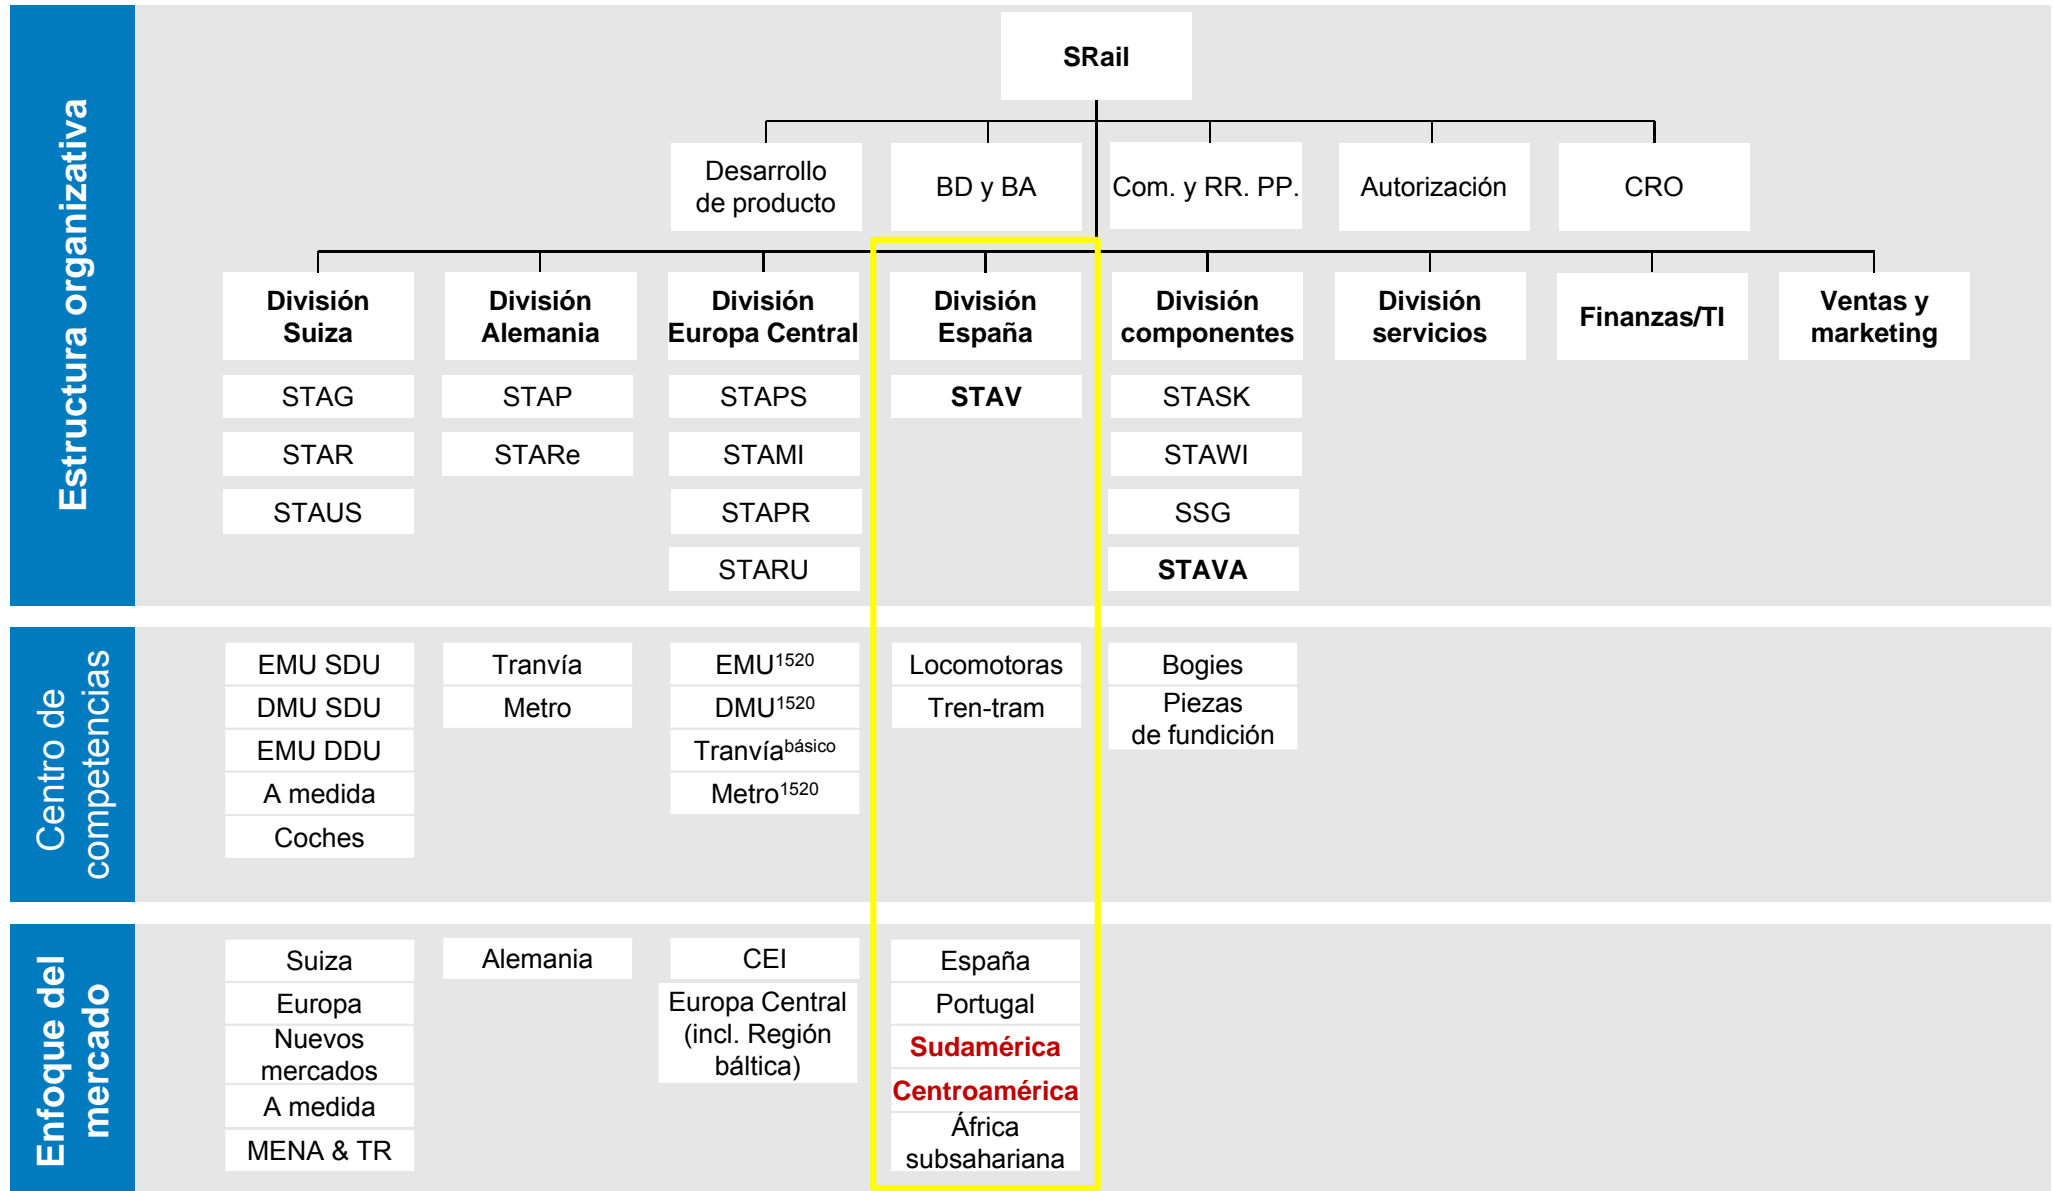 Estructura organizativa
SRail
Desarrollo
de producto
BD y BA
Com. y RR. PP.
Autorización
CRO
División
Suiza
División
Alemania
División
Europa Central
División
España
División
componentes
División
servicios
Finanzas/TI
Ventas y
marketing
STAG
STAP
STAPS
STAV
STASK
STAR
STARe
STAMI
STAWI
STAUS
STAPR
SSG
STARU
STAVA
Centro de
competencias
EMU SDU
Tranvía
EMU1520
Locomotoras
Bogies
DMU SDU
Metro
DMU1520
Tren-tram
Piezas
de fundición
EMU DDU
Tranvíabásico
A medida
Metro1520
Coches
Enfoque del
mercado
Suiza
Alemania
CEI
España
Europa
Europa Central
(incl. Región
báltica)
Portugal
Nuevos
mercados
Sudamérica
A medida
Centroamérica
MENA & TR
África
subsahariana